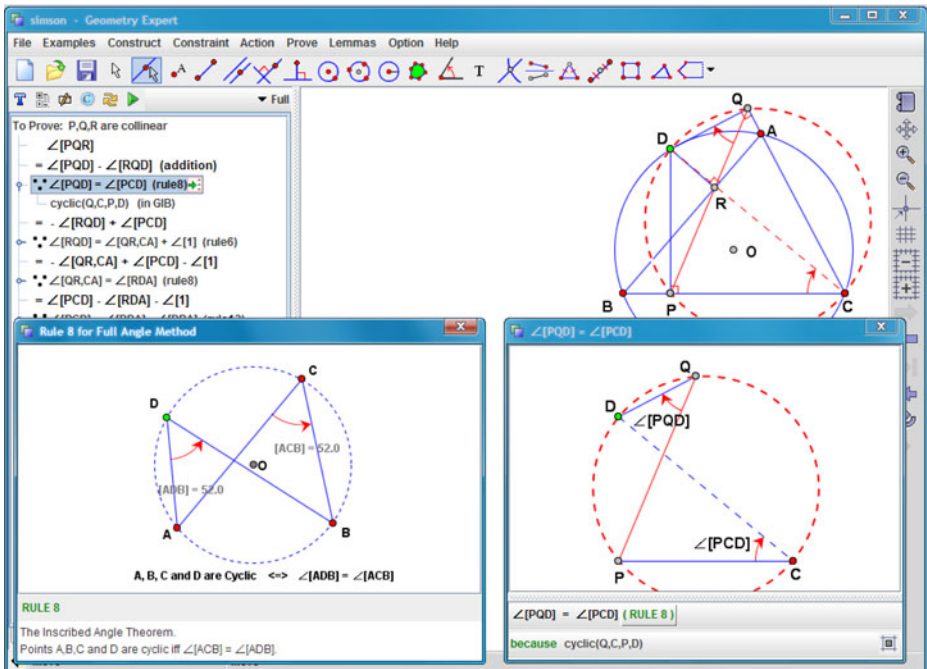 simson - Geometry Expert
File Examples Construct Constraint Action Prove Lemmas Option Help
A
T
Full
To Prove: P,Q,R are collinear
∠[PQR]
= ∠[PQD] - ∠[RQD] (addition)
∠[PQD] = ∠[PCD] (rule8)
cyclic(Q,C,P,D) (in GIB)
= - ∠[RQD] + ∠[PCD]
∠[RQD] = ∠[QR,CA] + ∠[1] (rule6)
= - ∠[QR,CA] + ∠[PCD] - ∠[1]
∠[QR,CA] = ∠[RDA] (rule8)
= ∠[PCD] - ∠[RDA] - ∠[1]
Q
A
D
R
O
B
P
C
Rule 8 for Full Angle Method
C
D
[ACB] = 52.0
O
[ADB] = 52.0
A
B
A, B, C and D are Cyclic <=> ∠[ADB] = ∠[ACB]
RULE 8
The Inscribed Angle Theorem.
Points A,B,C and D are cyclic iff ∠[ACB] = ∠[ADB].
∠[PQD] = ∠[PCD]
Q
D
∠[PQD]
∠[PCD]
P
C
∠[PQD] = ∠[PCD] ( RULE 8 )
because cyclic(Q,C,P,D)